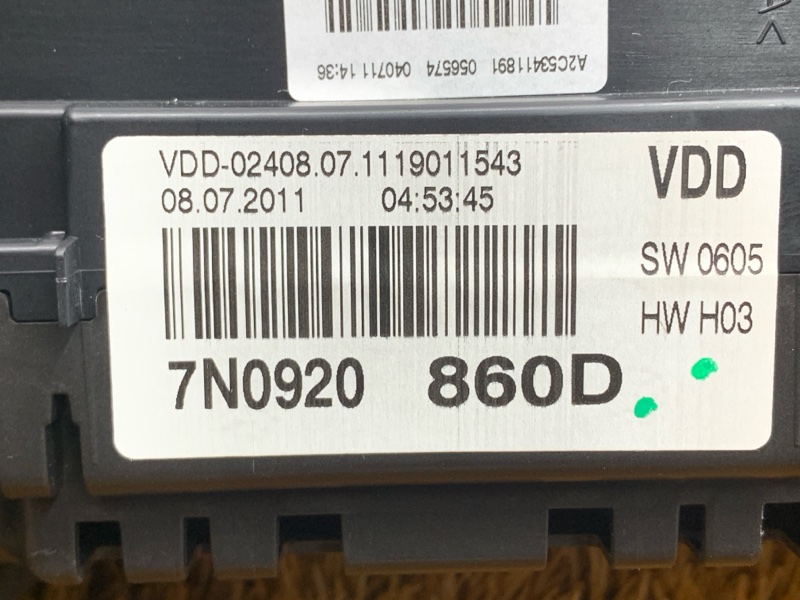 A2C53411891 056574 040711 14:36
VDD-02408.07.1119011543
08.07.2011 04:53:45
VDD
SW 0605
HW H03
7N0920 860D